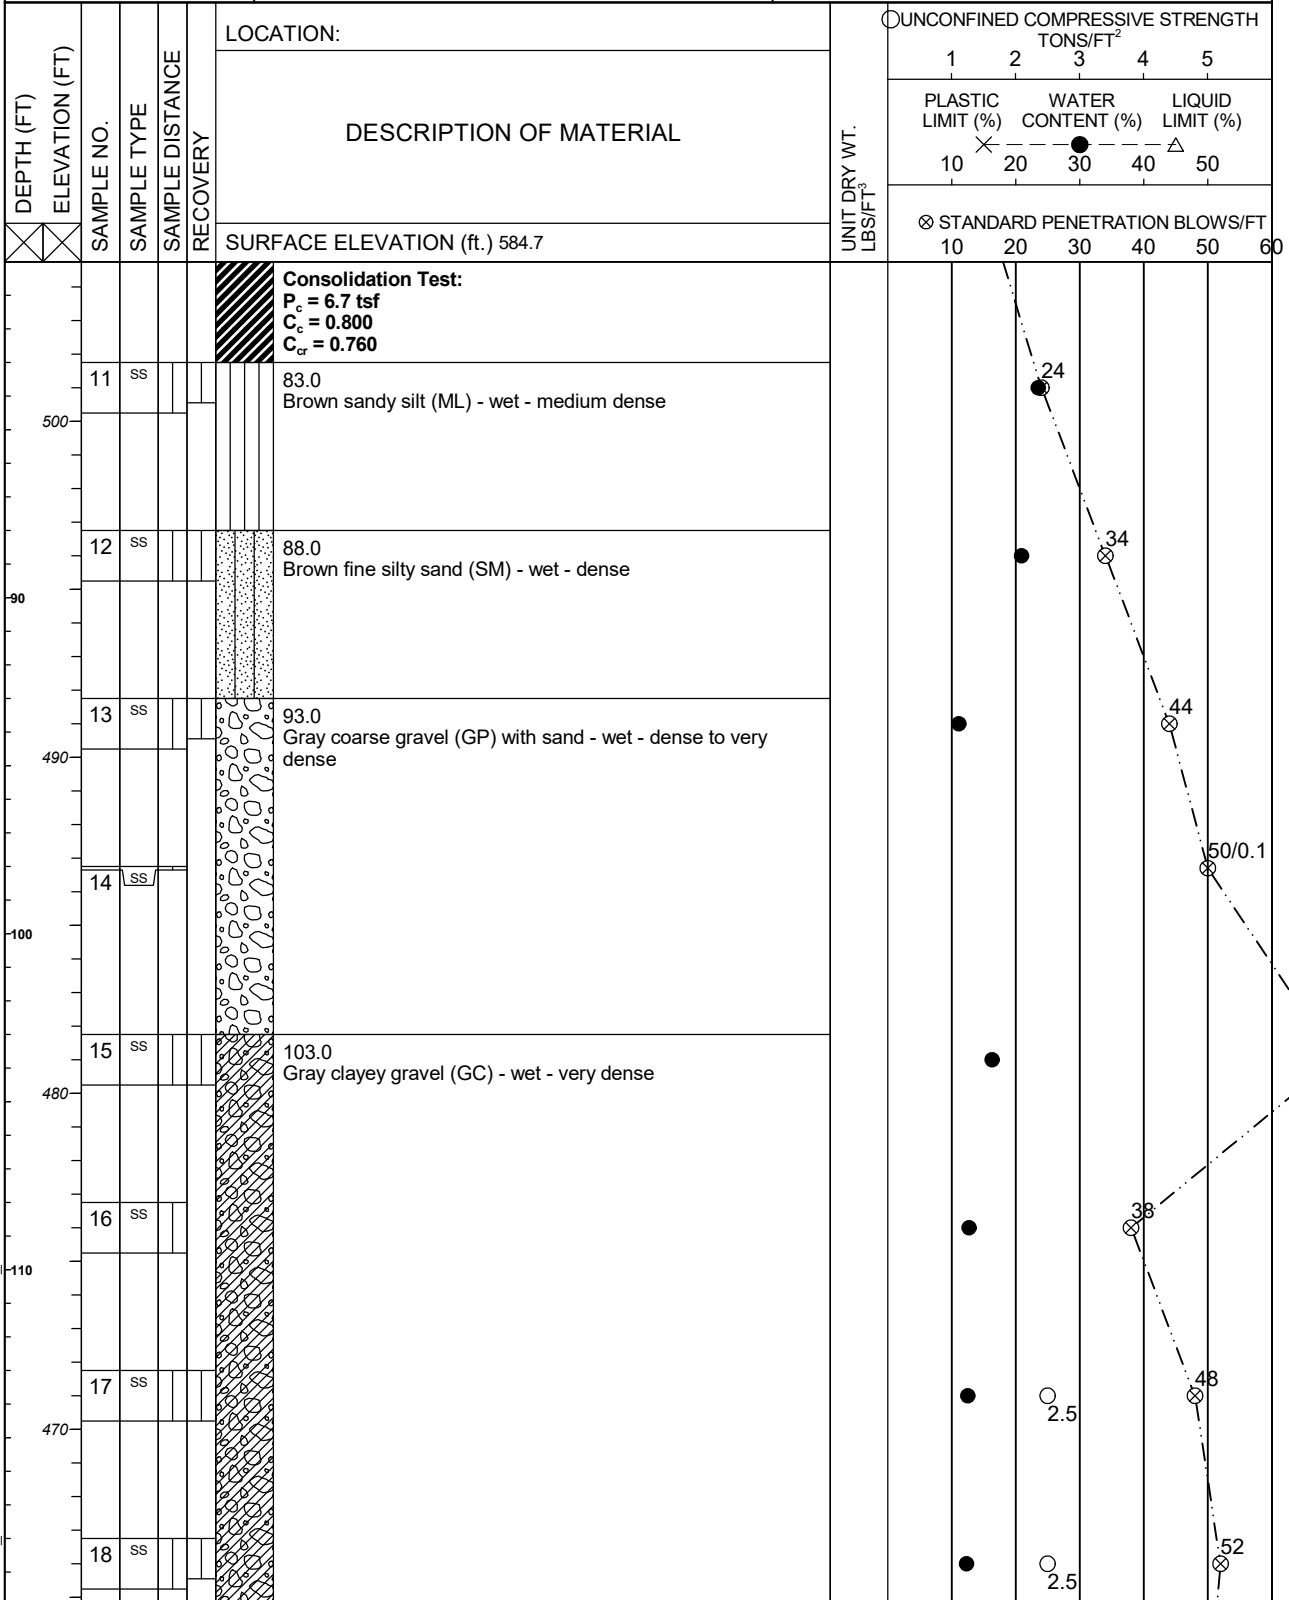 LOCATION:
DESCRIPTION OF MATERIAL
SURFACE ELEVATION (ft.) 584.7
DEPTH (FT)
ELEVATION (FT)
SAMPLE NO.
SAMPLE TYPE
SAMPLE DISTANCE
RECOVERY
UNIT DRY WT.
LBS/FT³
UNCONFINED COMPRESSIVE STRENGTH
TONS/FT²
1 2 3 4 5
PLASTIC WATER LIQUID
LIMIT (%) CONTENT (%) LIMIT (%)
10 20 30 40 50
STANDARD PENETRATION BLOWS/FT
10 20 30 40 50 60
Consolidation Test:
Pc = 6.7 tsf
Cc = 0.800
Ccr = 0.760
11 SS
83.0
Brown sandy silt (ML) - wet - medium dense
24
500
12 SS
88.0
Brown fine silty sand (SM) - wet - dense
34
90
13 SS
93.0
Gray coarse gravel (GP) with sand - wet - dense to very
dense
44
490
50/0.1
14 SS
100
15 SS
103.0
Gray clayey gravel (GC) - wet - very dense
480
16 SS
38
110
17 SS
48
2.5
470
18 SS
52
2.5